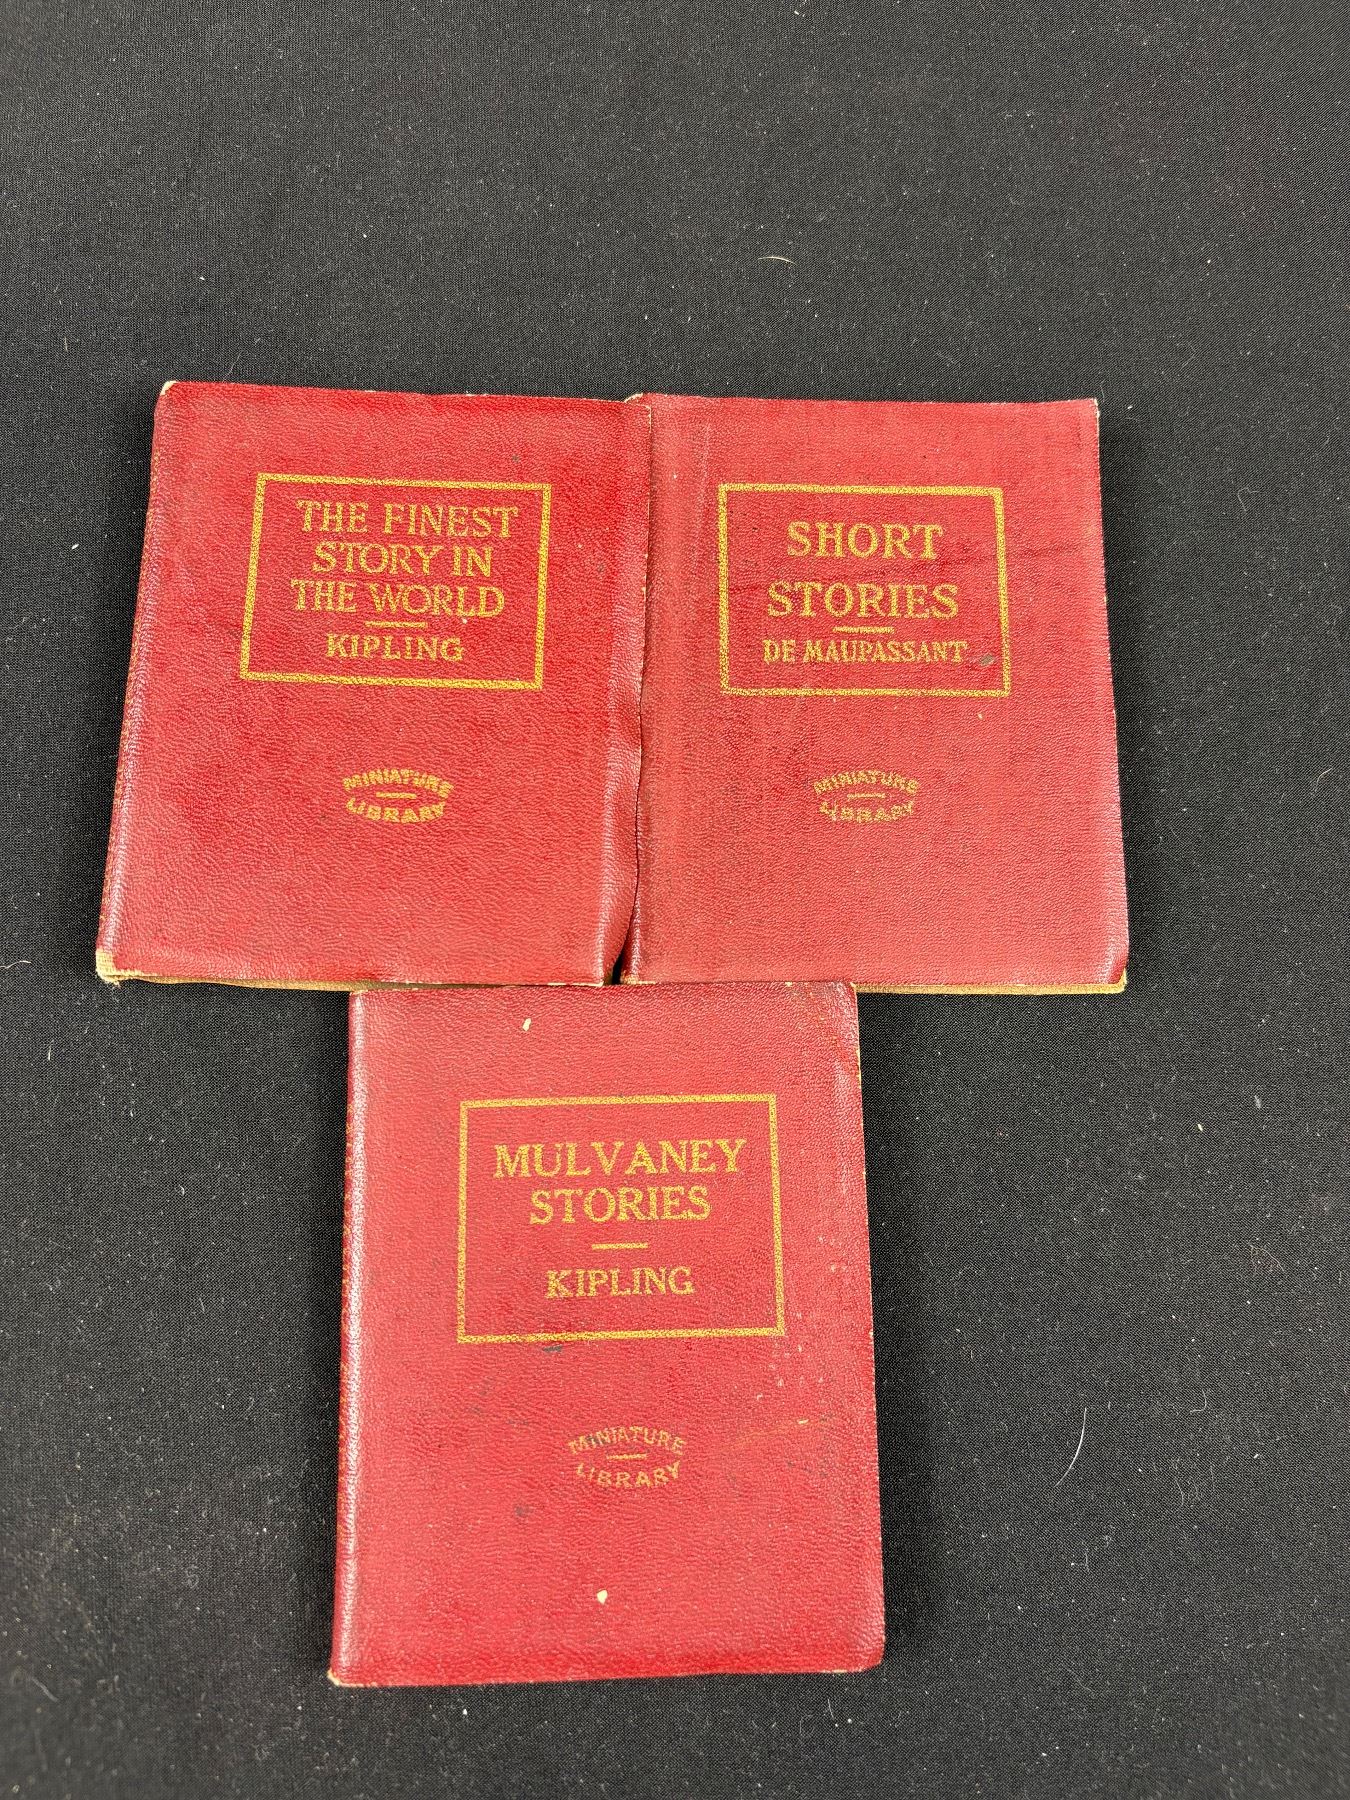 THE FINEST
STORY IN
THE WORLD
KIPLING
MINIATURE
LIBRARY
SHORT
STORIES
DE MAUPASSANT
MINIATURE
LIBRARY
MULVANEY
STORIES
KIPLING
MINIATURE
LIBRARY